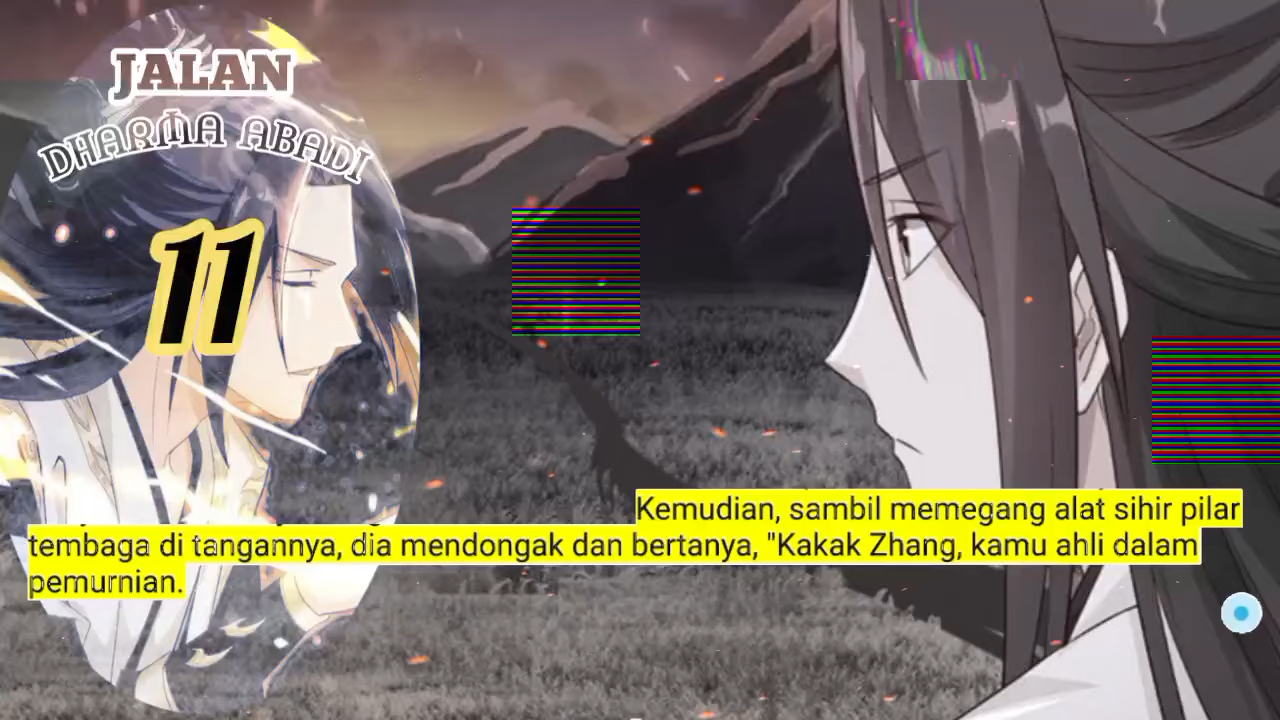 JALAN
DHARMA ABADI
11
Kemudian, sambil memegang alat sihir pilar
tembaga di tangannya, dia mendongak dan bertanya, "Kakak Zhang, kamu ahli dalam
pemurnian.